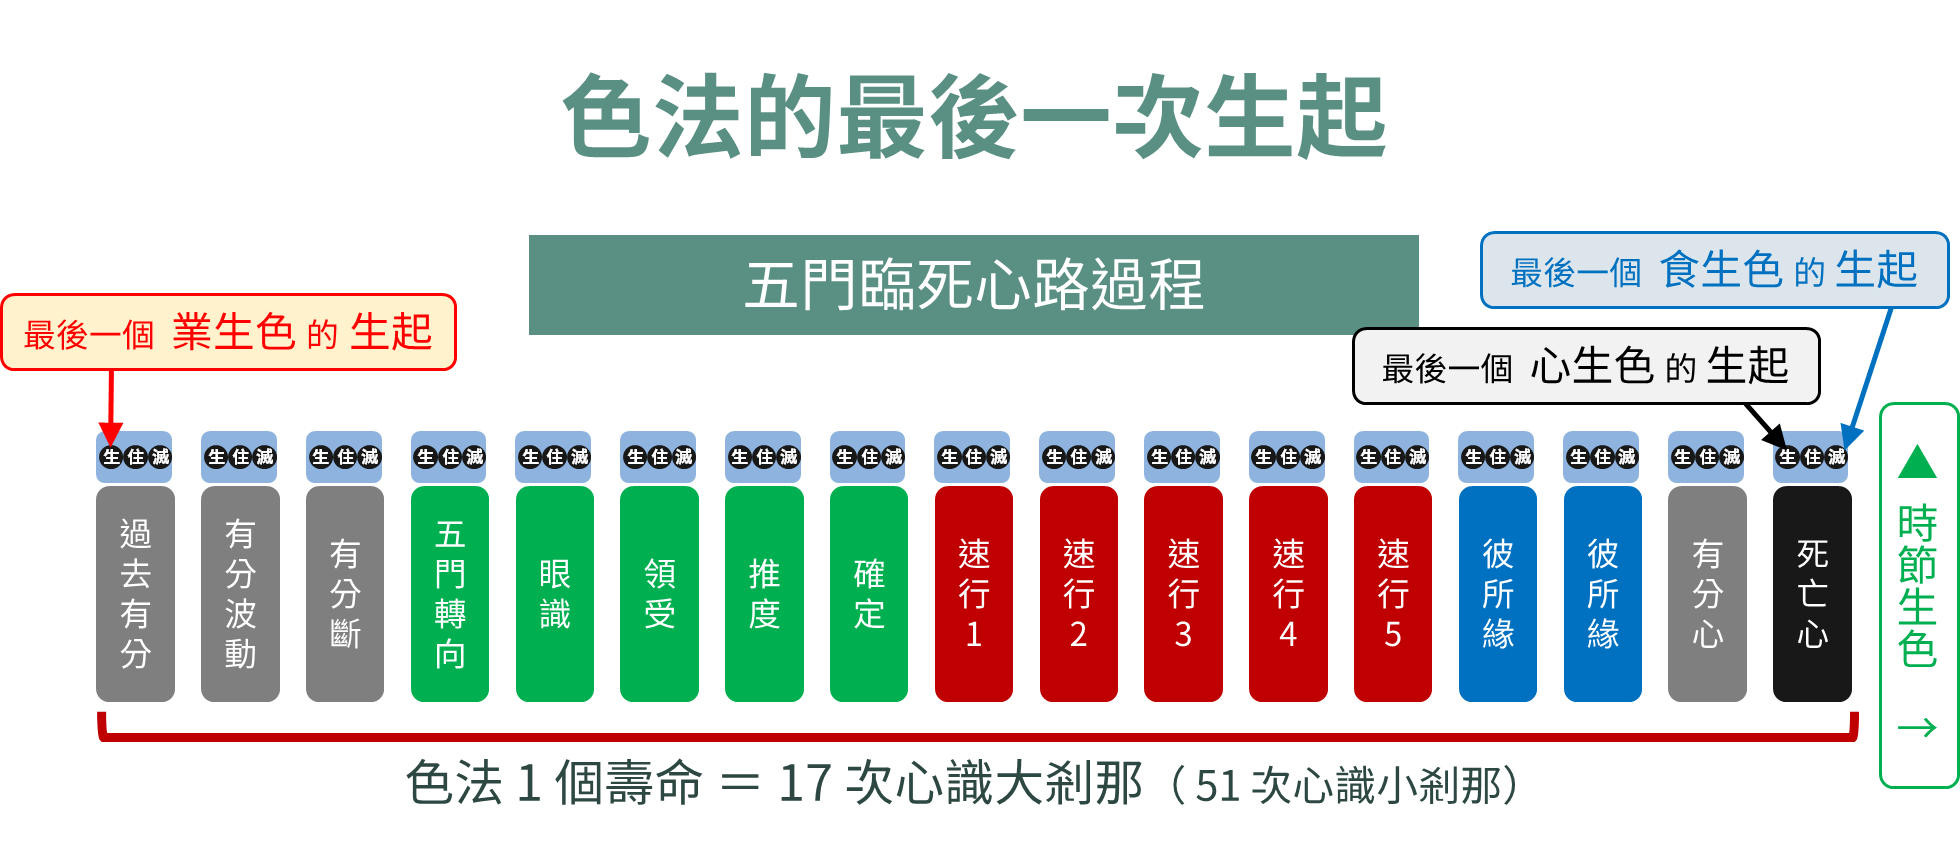 色法的最後一次生起
五門臨死心路過程
最後一個 食生色 的 生起
最後一個 業生色 的 生起
最後一個 心生色 的 生起
生住滅 生住滅 生住滅 生住滅 生住滅 生住滅 生住滅 生住滅 生住滅 生住滅 生住滅 生住滅 生住滅 生住滅 生住滅 生住滅 生住滅
過去有分
有分波動
有分斷
五門轉向
眼識
領受
推度
確定
速行1
速行2
速行3
速行4
速行5
彼所緣
彼所緣
有分心
死亡心
▲時節生色→
色法 1 個壽命 = 17 次心識大剎那（51 次心識小剎那）